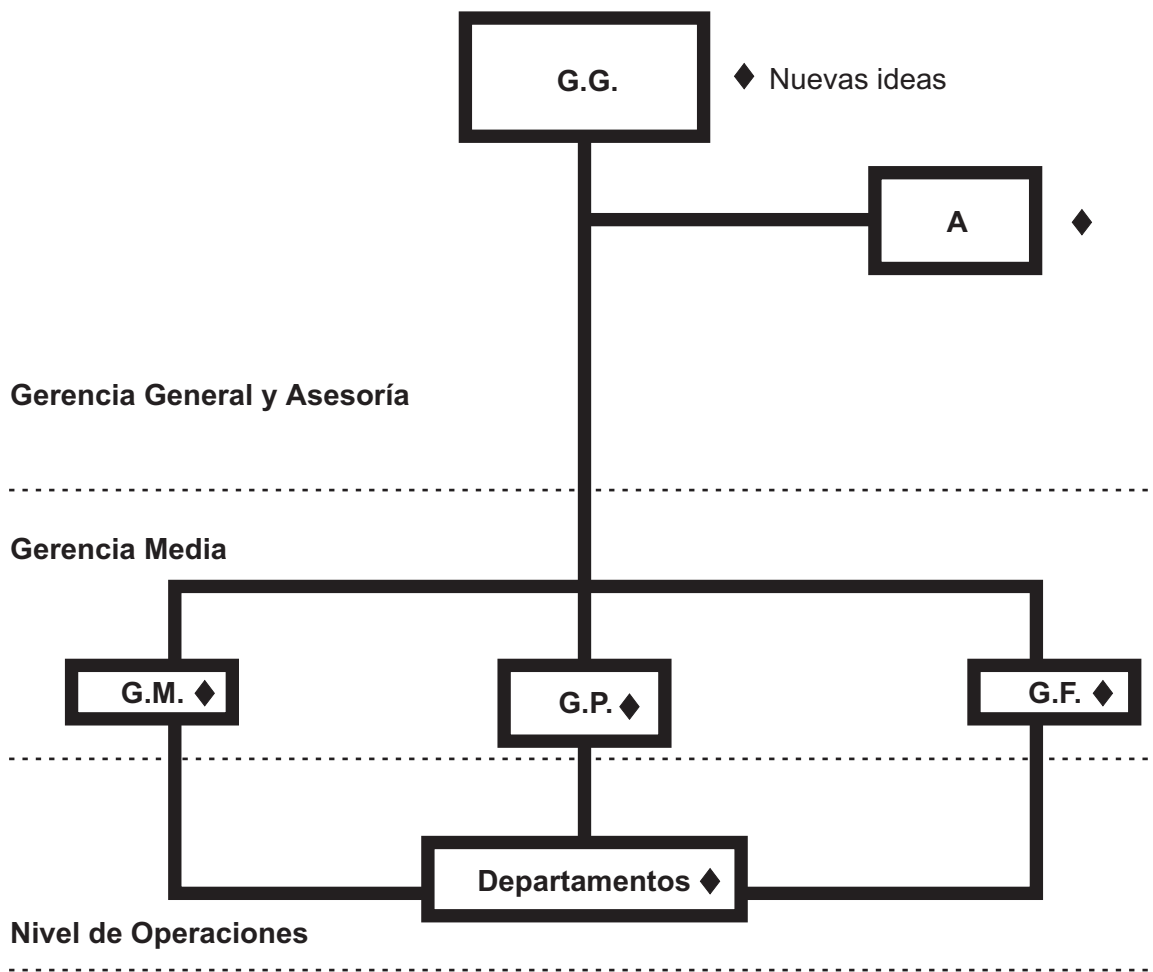 G.G.
♦ Nuevas ideas
A ♦
Gerencia General y Asesoría
Gerencia Media
G.M. ♦
G.P. ♦
G.F. ♦
Departamentos ♦
Nivel de Operaciones